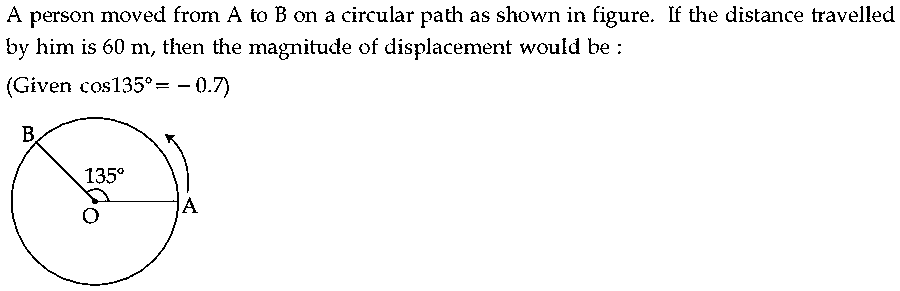 A person moved from A to B on a circular path as shown in figure. If the distance travelled
by him is 60 m, then the magnitude of displacement would be :
(Given cos135°= – 0.7)
B
135°
O
A